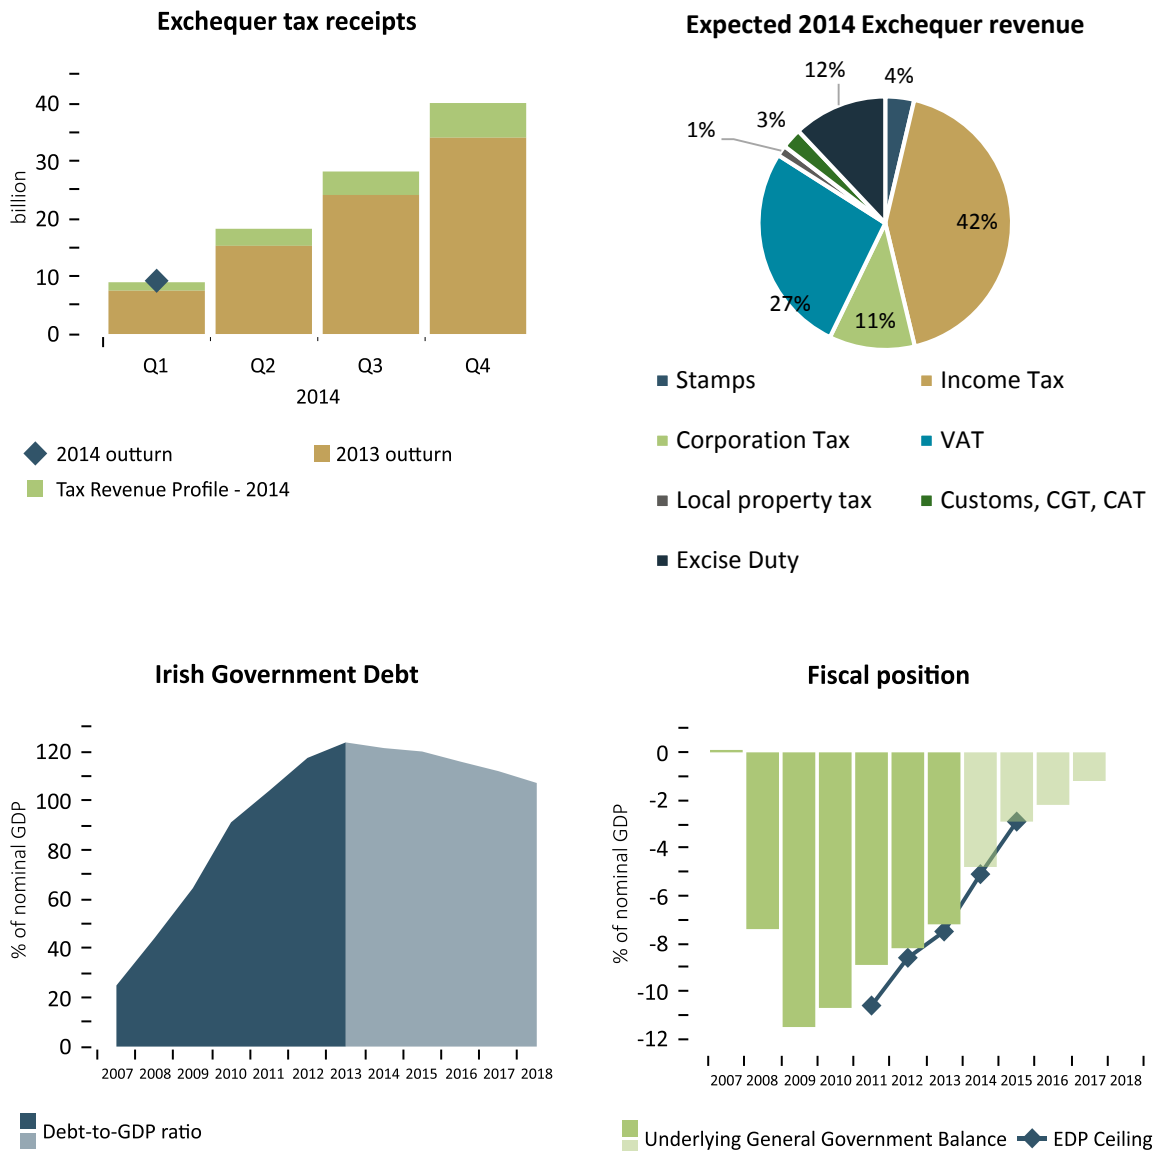 Exchequer tax receipts
billion
40
30
20
10
0
Q1 Q2 Q3 Q4
2014
2014 outturn 2013 outturn
Tax Revenue Profile - 2014
Expected 2014 Exchequer revenue
12% 4%
3%
1%
42%
27%
11%
Stamps Income Tax
Corporation Tax VAT
Local property tax Customs, CGT, CAT
Excise Duty
Irish Government Debt
% of nominal GDP
120
100
80
60
40
20
0
2007 2008 2009 2010 2011 2012 2013 2014 2015 2016 2017 2018
Debt-to-GDP ratio
Fiscal position
% of nominal GDP
0
-2
-4
-6
-8
-10
-12
2007 2008 2009 2010 2011 2012 2013 2014 2015 2016 2017 2018
Underlying General Government Balance EDP Ceiling